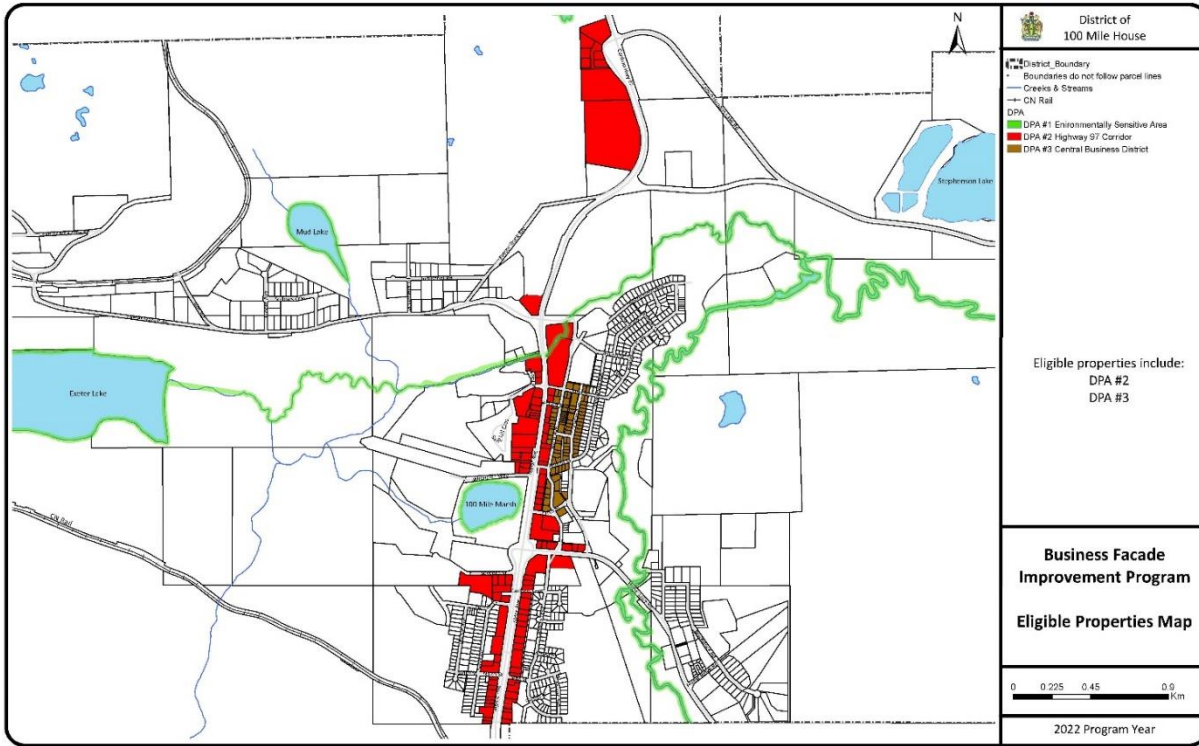 N
District of
100 Mile House
District_Boundary
Boundaries do not follow parcel lines
Creeks & Streams
CN Rail
DPA
DPA #1 Enironmentally Sensitive Area
DPA #2 Highway 97 Corridor
DPA #3 Central Business District
Eligible properties include:
DPA #2
DPA #3
Business Facade
Improvement Program
Eligible Properties Map
0 0.225 0.45 0.9
Km
2022 Program Year
Stephenson Lake
Mud Lake
Exeter Lake
100 Mile Marsh
CN Rail